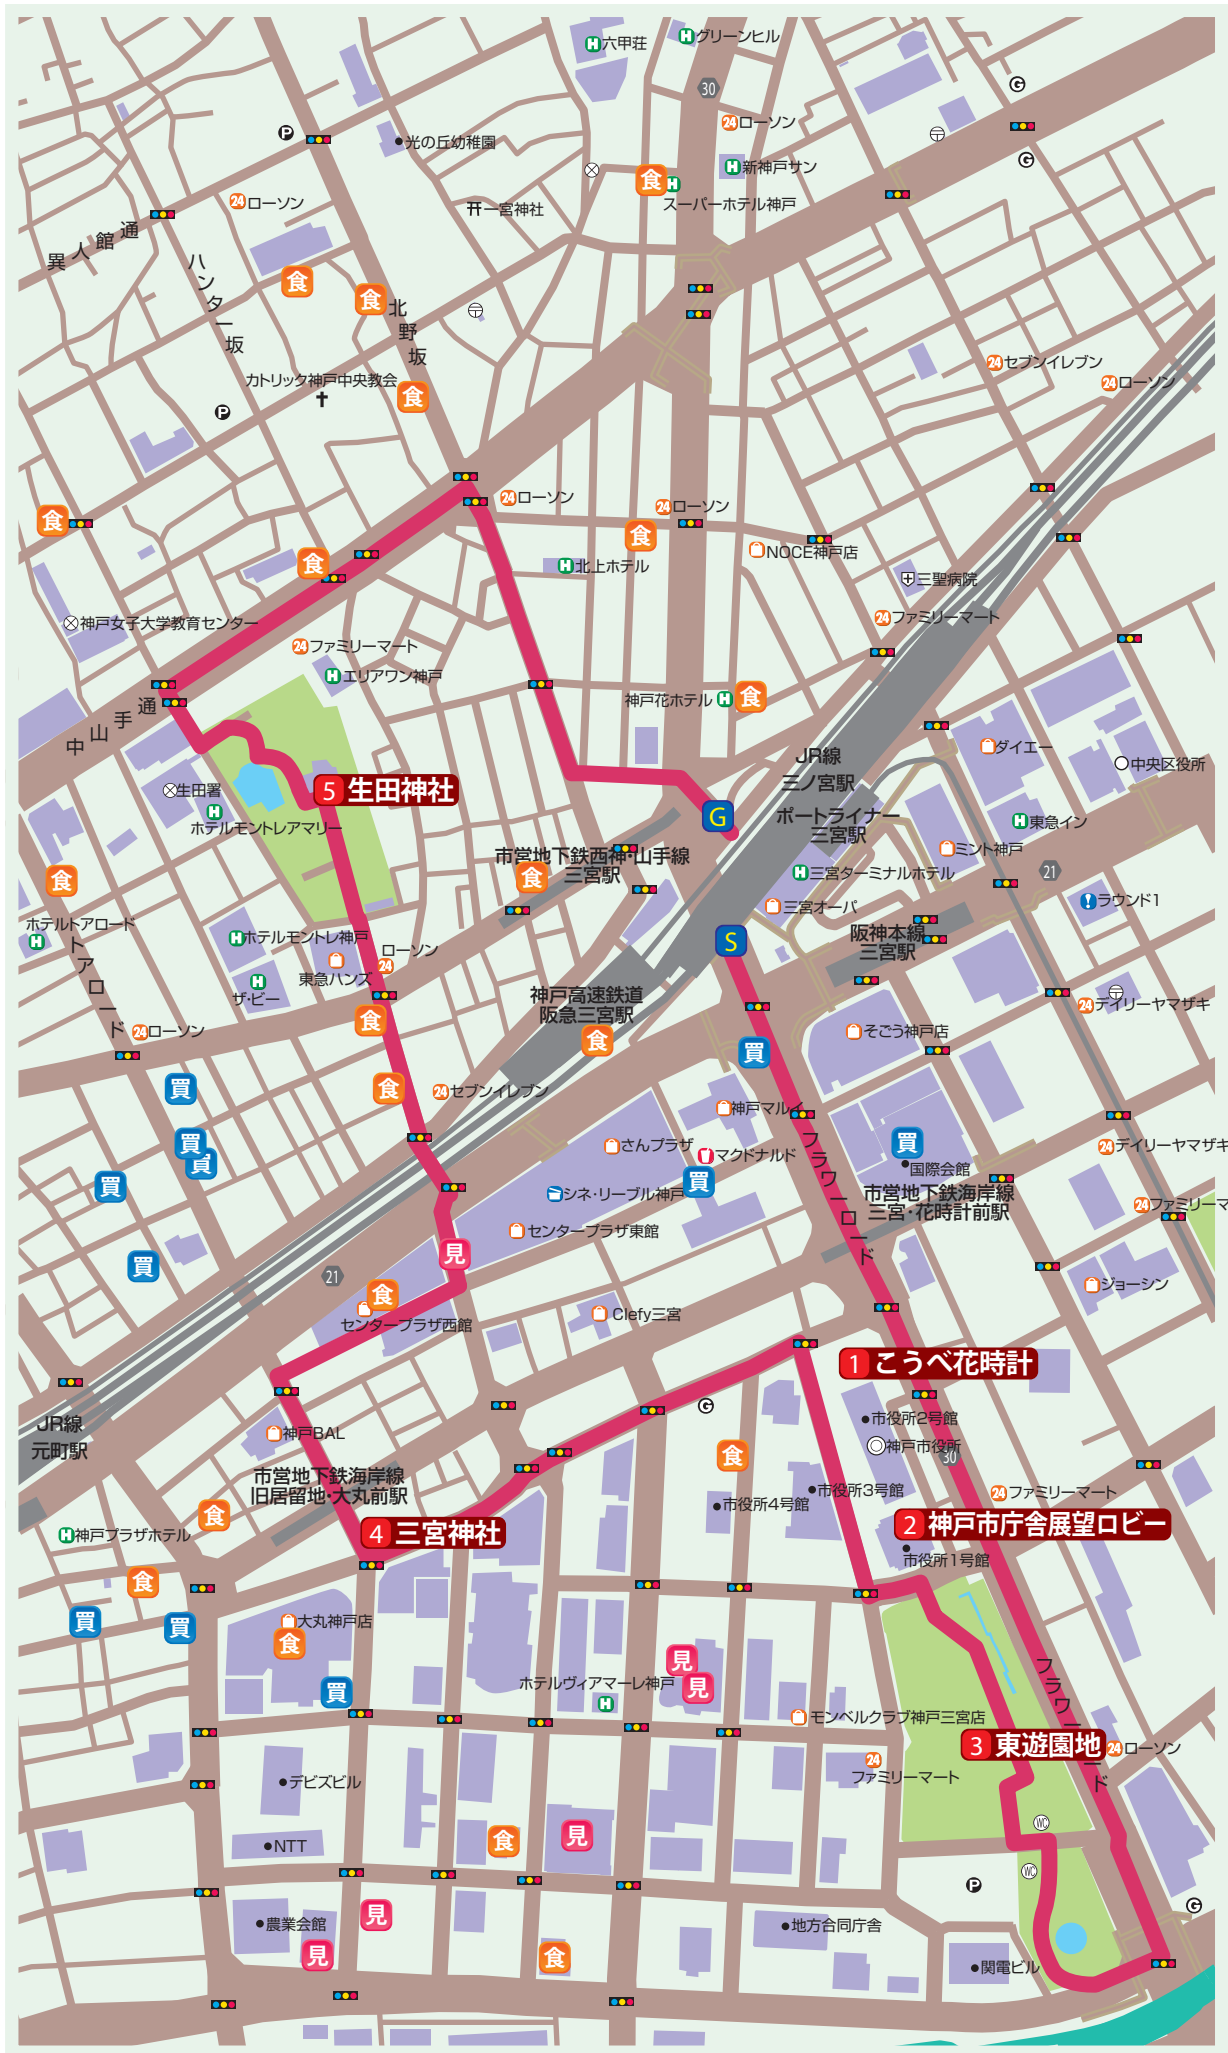 六甲荘
グリーンヒル
30
24 ローソン
光の丘幼稚園
新神戸サン
食
スーパーホテル神戸
24 ローソン
一宮神社
異人館通
ハンター坂
食
食
北野坂
カトリック神戸中央教会
食
24 セブンイレブン
24 ローソン
24 ローソン
24 ローソン
食
食
食
北上ホテル
NOCE神戸店
三聖病院
24 ファミリーマート
神戸女子大学教育センター
24 ファミリーマート
エリアワン神戸
神戸花ホテル
食
中山手通
ダイエー
JR線
三ノ宮駅
中央区役所
生田署
5 生田神社
G
ポートライナー
三宮駅
東急イン
ホテルモントレアマリー
ミント神戸
市営地下鉄西神・山手線
三宮駅
食
食
21
三宮ターミナルホテル
ラウンド1
三宮オーパ
ホテルトアロード
ホテルモントレ神戸
S
阪神本線
三宮駅
トアロード
ローソン
24
東急ハンズ
ザ・ビー
神戸高速鉄道
阪急三宮駅
24 デイリーヤマザキ
食
24 ローソン
食
そごう神戸店
買
買
食
24 セブンイレブン
神戸マルイ
フラワーロード
買
買
さんプラザ
マクドナルド
買
国際会館
24 デイリーヤマザキ
買
シネ・リーブル神戸
買
市営地下鉄海岸線
三宮・花時計前駅
24 ファミリーマ
センタープラザ東館
見
買
21
食
センタープラザ西館
Clefy三宮
ジョーシン
1 こうべ花時計
JR線
元町駅
神戸BAL
市役所2号館
神戸市役所
30
食
市営地下鉄海岸線
旧居留地・大丸前駅
市役所3号館
市役所4号館
24 ファミリーマート
食
神戸プラザホテル
4 三宮神社
2 神戸市庁舎展望ロビー
市役所1号館
食
買
買
大丸神戸店
食
見
見
買
ホテルヴィアマーレ神戸
フラワーロード
モンベルクラブ神戸三宮店
3 東遊園地
24 ローソン
24
ファミリーマート
デビズビル
NTT
食
見
WC
WC
P
農業会館
見
見
食
地方合同庁舎
関電ビル